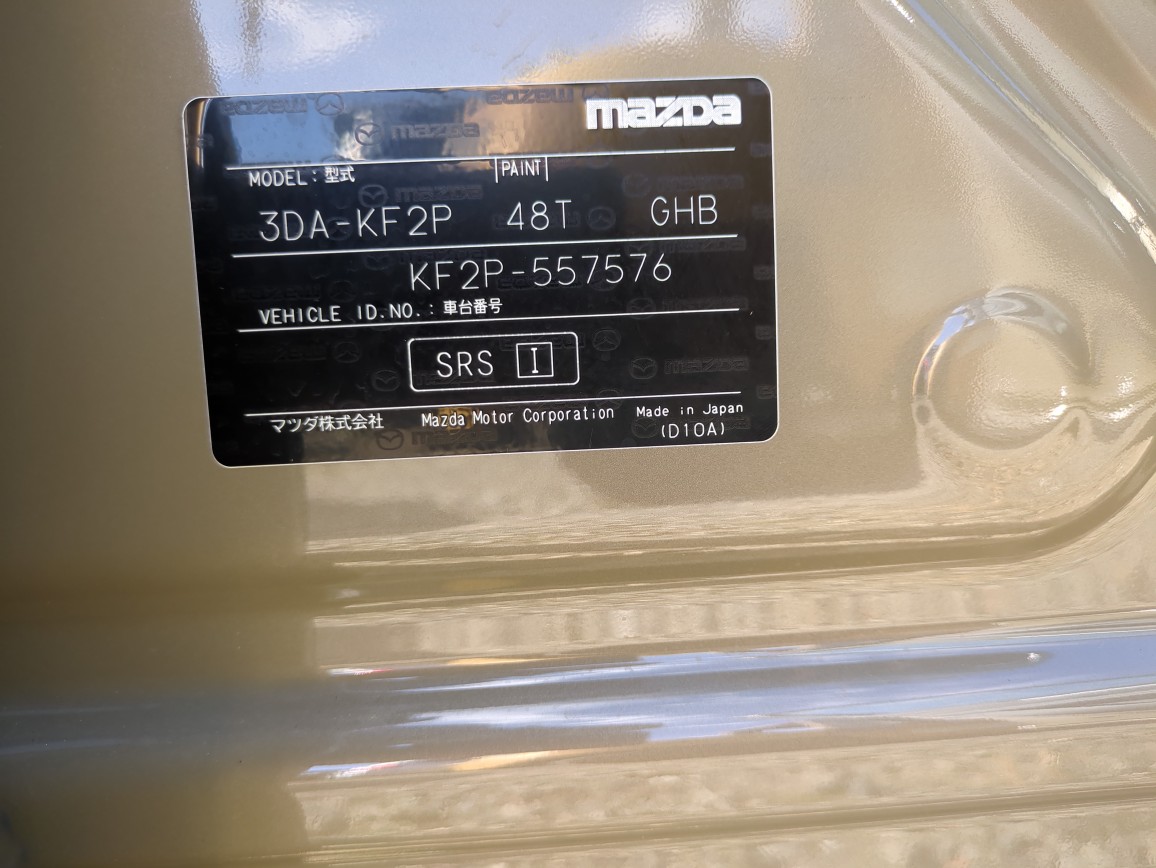 mazda
MODEL：型式 PAINT
3DA-KF2P 48T GHB
KF2P-557576
VEHICLE ID.NO.：車台番号
SRS I
マツダ株式会社 Mazda Motor Corporation Made in Japan
(D10A)